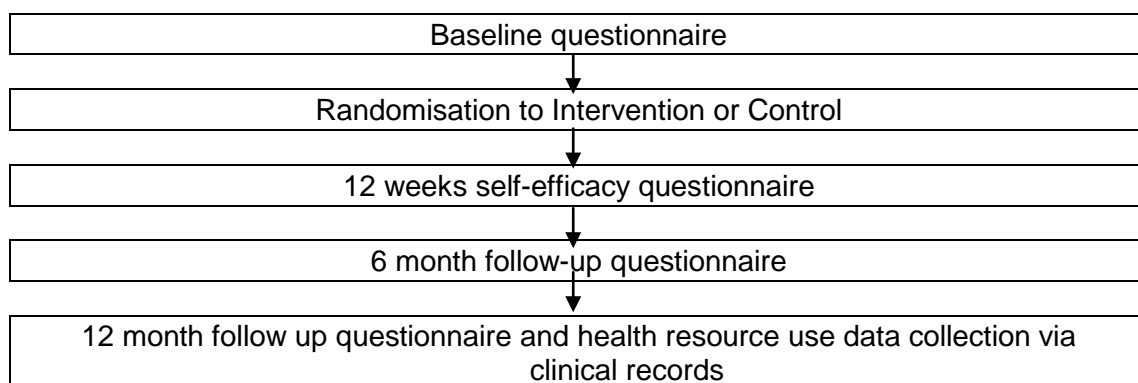 Baseline questionnaire
Randomisation to Intervention or Control
12 weeks self-efficacy questionnaire
6 month follow-up questionnaire
12 month follow up questionnaire and health resource use data collection via
clinical records